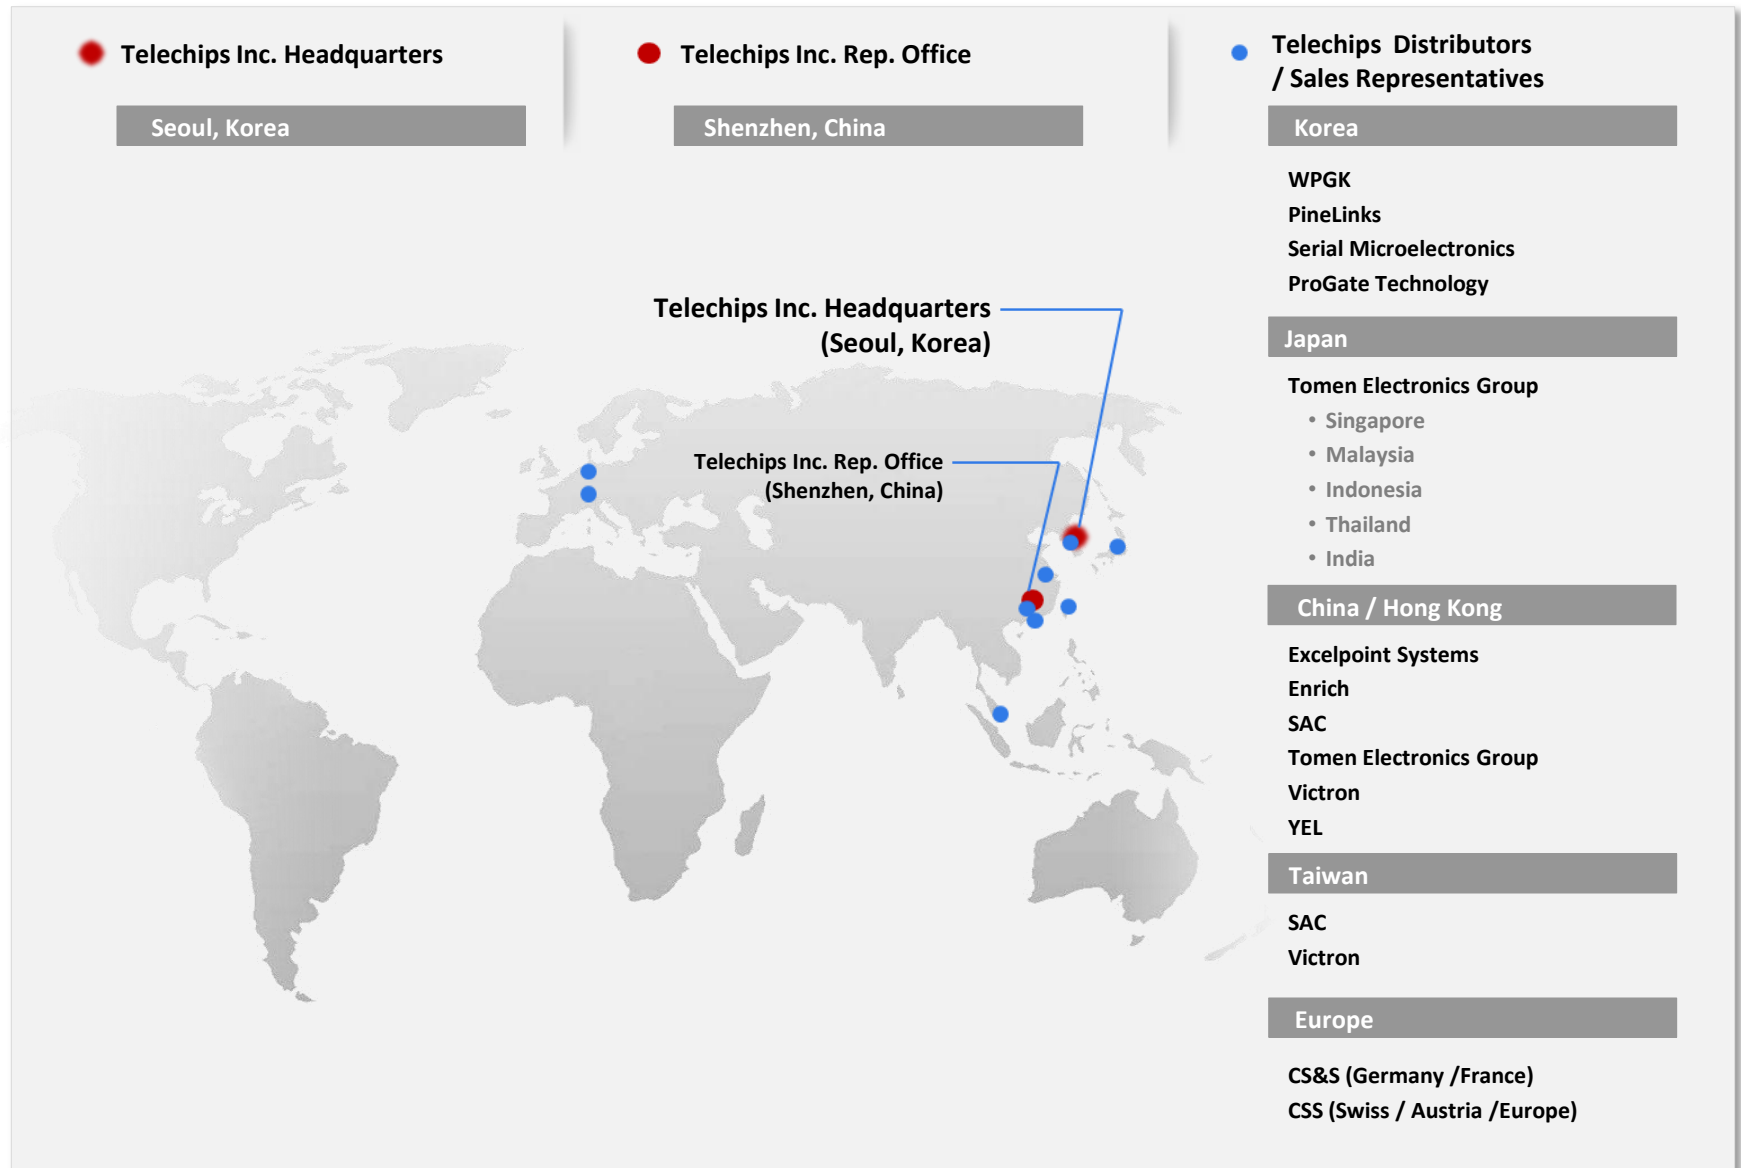 Telechips Inc. Headquarters
Seoul, Korea
Telechips Inc. Rep. Office
Shenzhen, China
Telechips Distributors
/ Sales Representatives
Korea
WPGK
PineLinks
Serial Microelectronics
ProGate Technology
Japan
Tomen Electronics Group
• Singapore
• Malaysia
• Indonesia
• Thailand
• India
China / Hong Kong
Excelpoint Systems
Enrich
SAC
Tomen Electronics Group
Victron
YEL
Taiwan
SAC
Victron
Europe
CS&S (Germany /France)
CSS (Swiss / Austria /Europe)
Telechips Inc. Headquarters
(Seoul, Korea)
Telechips Inc. Rep. Office
(Shenzhen, China)